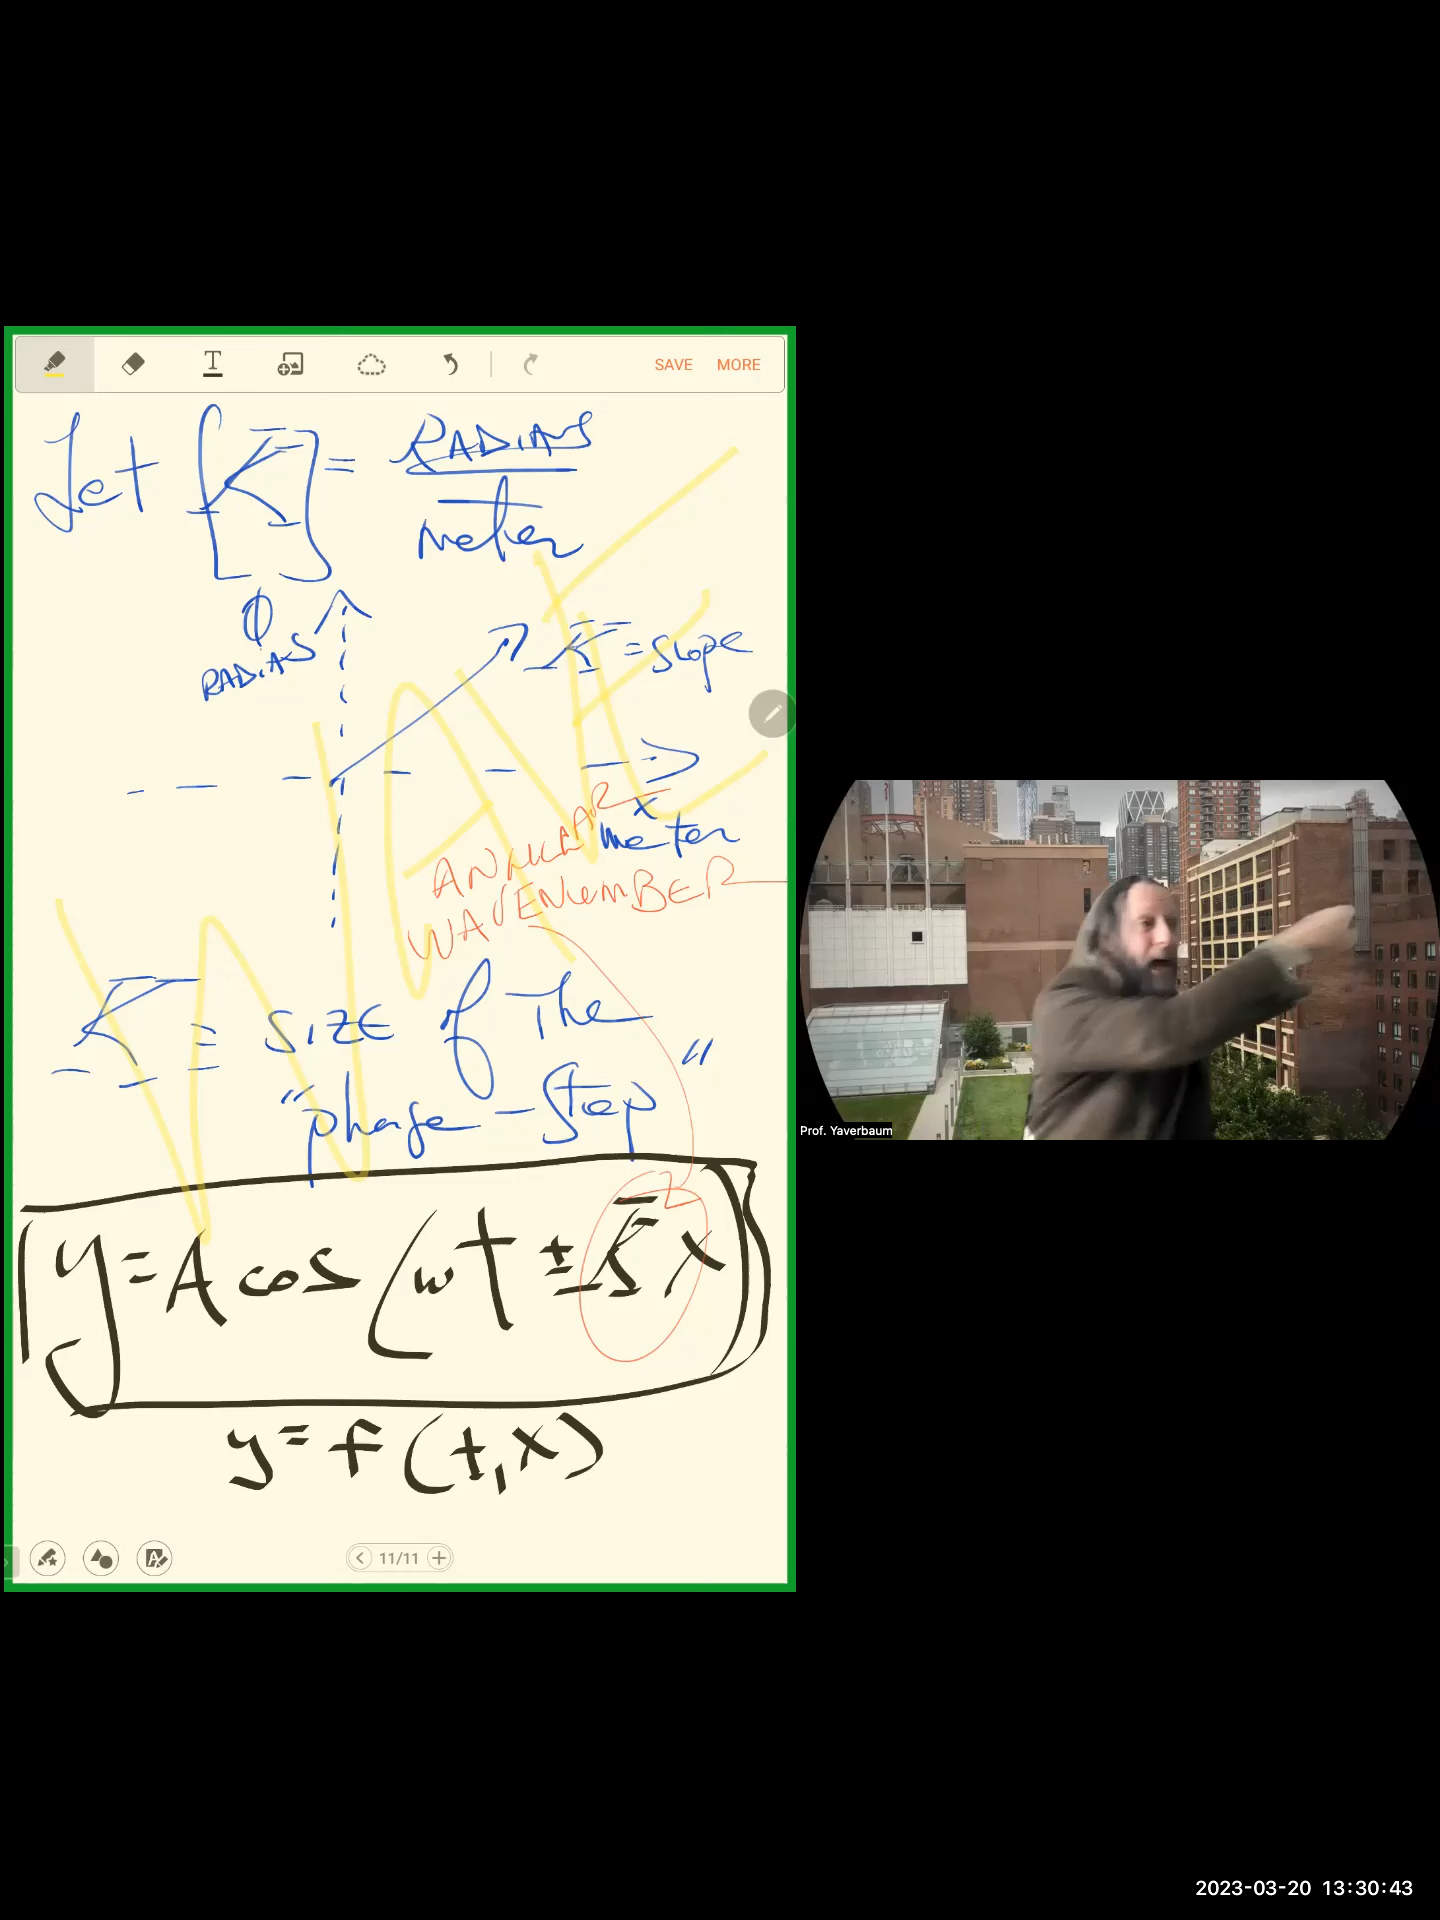 T
SAVE MORE
Let [K] = RADIANS
meter
ϕ
RADIANS
K = slope
x
meter
ANGULAR
WAVENUMBER
K ≡ SIZE of The
"phase-step"
WAVE
y = A cos (ωt ± Kx)
y = f(t,x)
11/11
Prof. Yaverbaum
2023-03-20 13:30:43